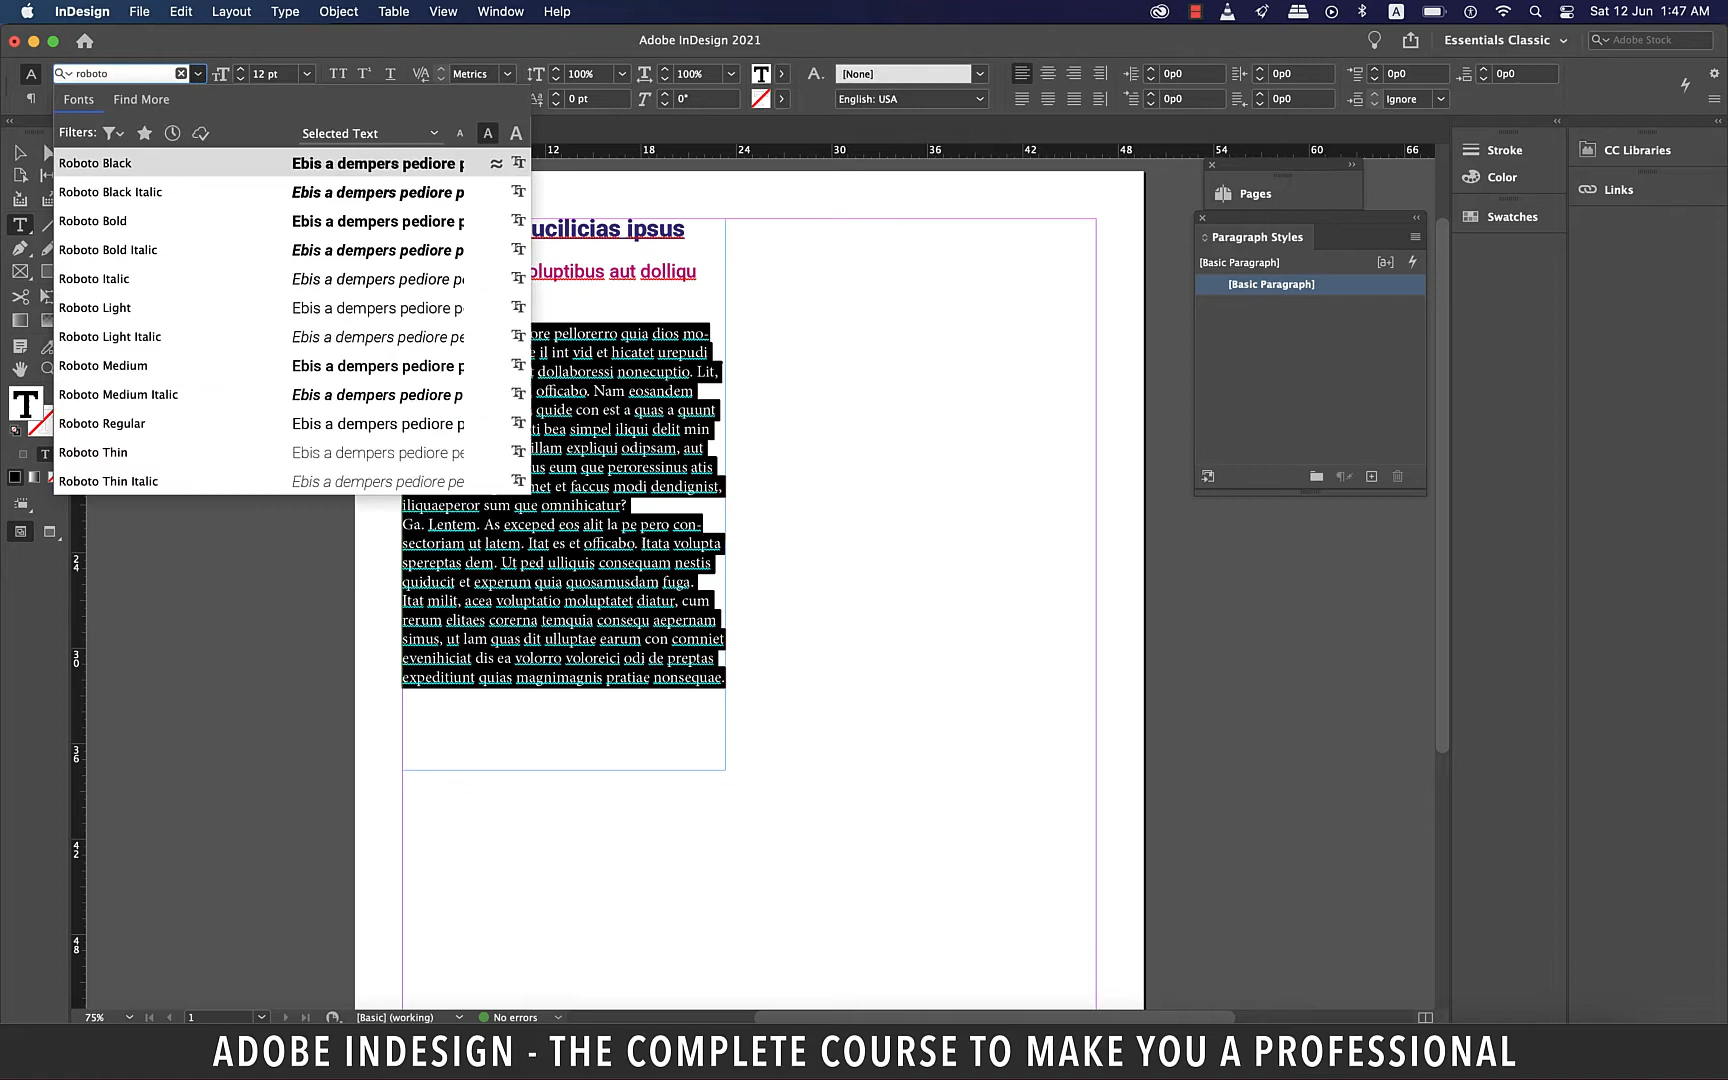 InDesign File Edit Layout Type Object Table View Window Help
A Sat 12 Jun 1:47 AM
Adobe InDesign 2021
Essentials Classic
Adobe Stock
A roboto 12 pt TT Metrics 100% 100% T A. [None] 0p0 0p0 0p0 0p0
¶ 0 pt 0° English: USA 0p0 0p0 Ignore
Fonts Find More
Filters: Selected Text A A A
Roboto Black Ebis a dempers pediore p
Roboto Black Italic Ebis a dempers pediore p
Roboto Bold Ebis a dempers pediore p
Roboto Bold Italic Ebis a dempers pediore p
Roboto Italic Ebis a dempers pediore
Roboto Light Ebis a dempers pediore
Roboto Light Italic Ebis a dempers pediore
Roboto Medium Ebis a dempers pediore p
Roboto Medium Italic Ebis a dempers pediore p
Roboto Regular Ebis a dempers pediore p
Roboto Thin Ebis a dempers pediore pe
Roboto Thin Italic Ebis a dempers pediore pe
12 18 24 30 36 42 48 54 60 66
ucilicias ipsus
oluptibus aut dolliqu
ore pellorerro quia dios mo-
e il int vid et hicatet urepudi
t dollaboressi nonecuptio. Lit,
officabo. Nam eosandem
quide con est a quas a quunt
ti bea simpel iliqui delit min
illam expliqui odipsam, aut
us eum que peroressinus atis
met et faccus modi dendignist,
iliquaeperor sum que omnihicatur?
Ga. Lentem. As exceped eos alit la pe pero con-
sectoriam ut latem. Itat es et officabo. Itata volupta
spereptas dem. Ut ped ulliquis consequam nestis
quiducit et experum quia quosamusdam fuga.
Itat milit, acea voluptatio moluptatet diatur, cum
rerum elitaes corerna temquia consequ aepernam
simus, ut lam quas dit ulluptae earum con comniet
evenihiciat dis ea volorro voloreici odi de preptas
expeditiunt quias magnimagnis pratiae nonsequae.
24
30
36
42
48
Pages
Paragraph Styles
[Basic Paragraph] [a+]
[Basic Paragraph]
Stroke
Color
Swatches
CC Libraries
Links
75% 1 [Basic] (working) No errors
ADOBE INDESIGN - THE COMPLETE COURSE TO MAKE YOU A PROFESSIONAL